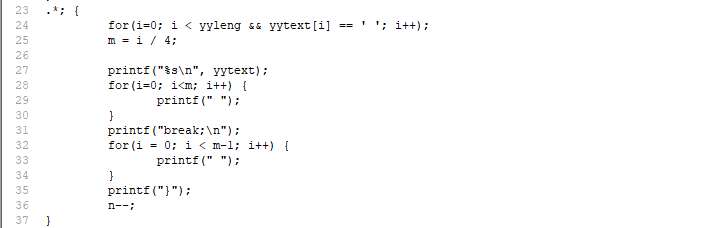 23 .*; {
24         for(i=0; i < yyleng && yytext[i] == ' '; i++);
25         m = i / 4;
26
27         printf("%s\n", yytext);
28         for(i=0; i<m; i++) {
29                printf(" ");
30         }
31         printf("break;\n");
32         for(i = 0; i < m-1; i++) {
33                printf(" ");
34         }
35         printf("}");
36         n--;
37 }